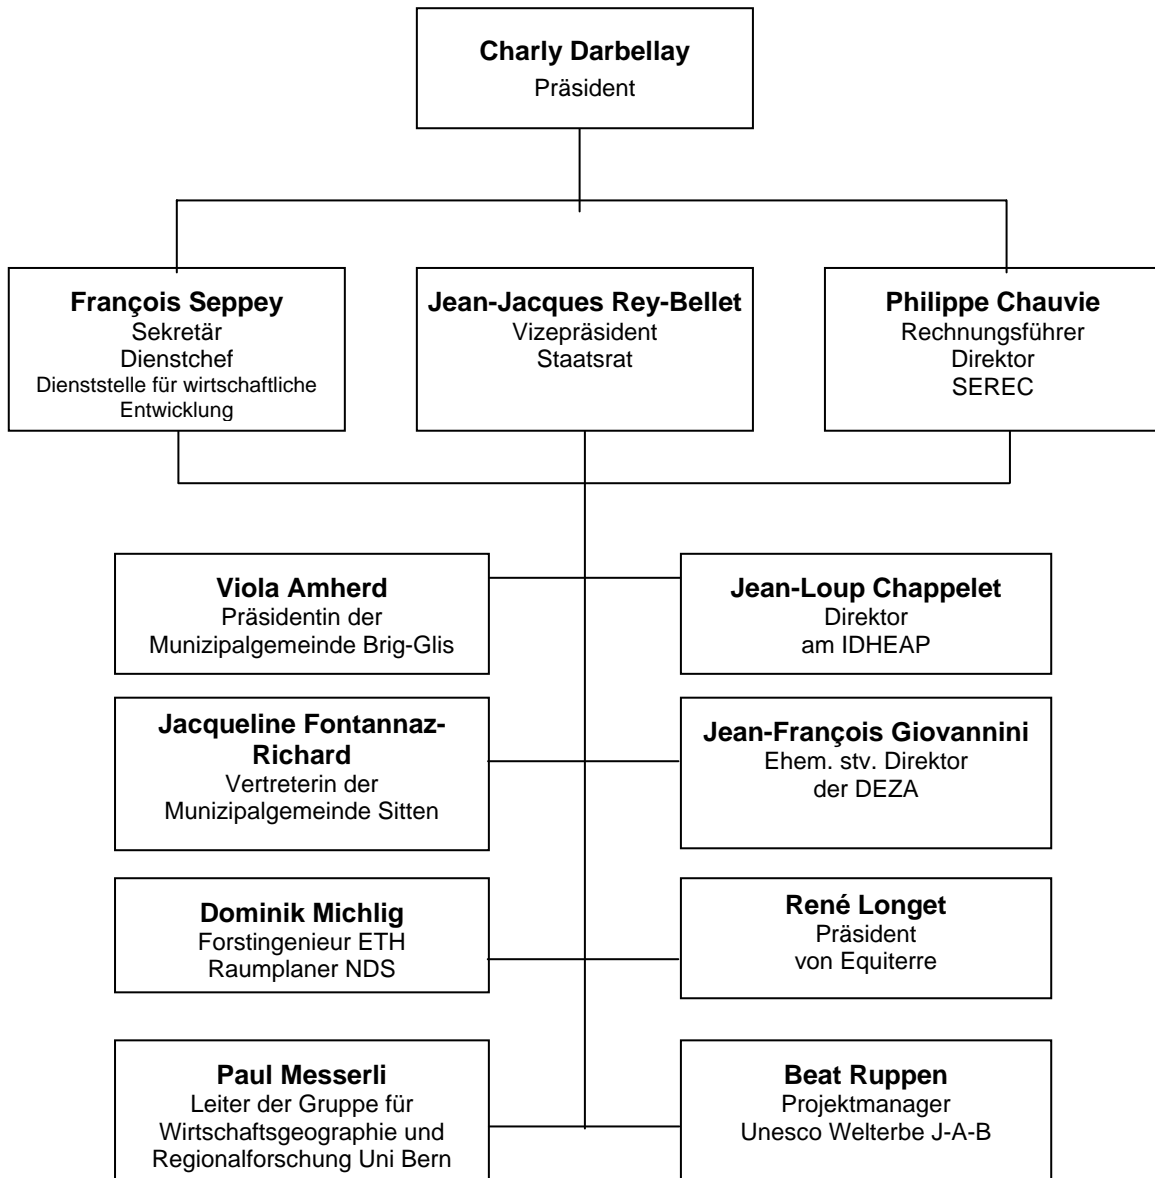 Charly Darbellay
Präsident
François Seppey
Sekretär
Dienstchef
Dienststelle für wirtschaftliche
Entwicklung
Jean-Jacques Rey-Bellet
Vizepräsident
Staatsrat
Philippe Chauvie
Rechnungsführer
Direktor
SEREC
Viola Amherd
Präsidentin der
Munizipalgemeinde Brig-Glis
Jean-Loup Chappelet
Direktor
am IDHEAP
Jacqueline Fontannaz-
Richard
Vertreterin der
Munizipalgemeinde Sitten
Jean-François Giovannini
Ehem. stv. Direktor
der DEZA
Dominik Michlig
Forstingenieur ETH
Raumplaner NDS
René Longet
Präsident
von Equiterre
Paul Messerli
Leiter der Gruppe für
Wirtschaftsgeographie und
Regionalforschung Uni Bern
Beat Ruppen
Projektmanager
Unesco Welterbe J-A-B